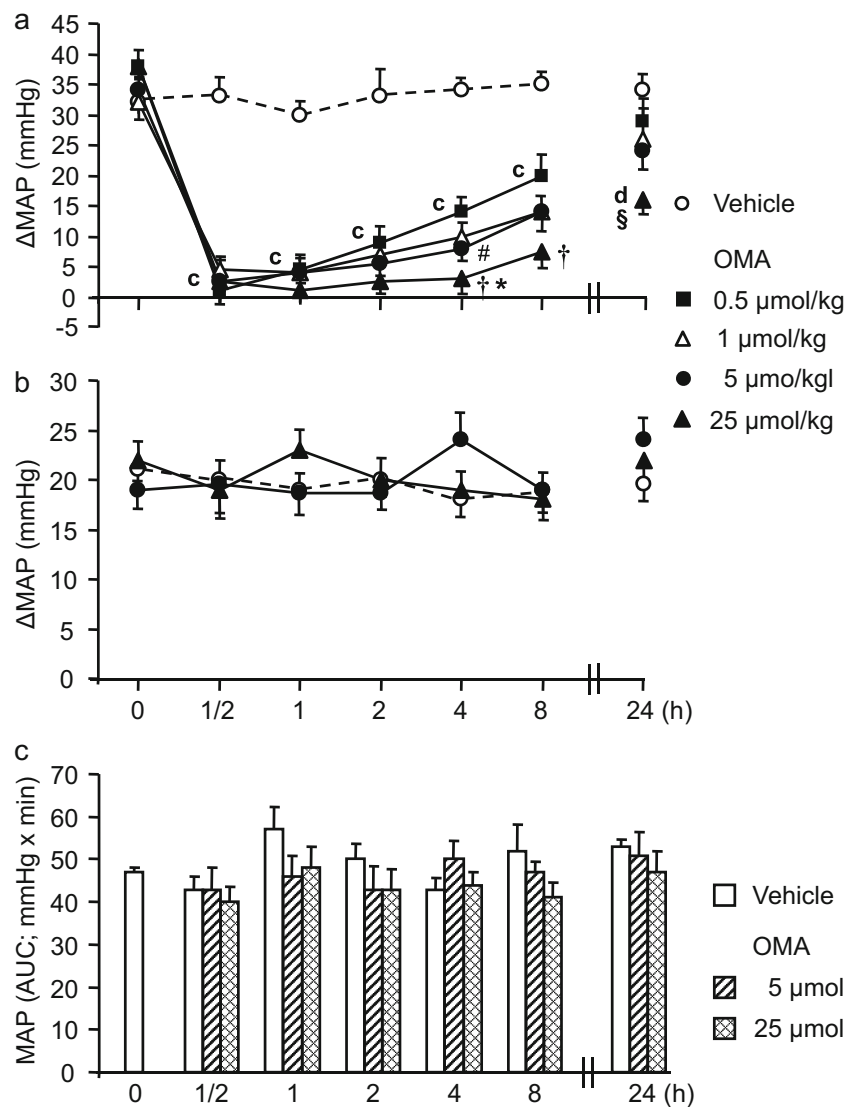 a
ΔMAP (mmHg)
45
40
35
30
25
20
15
10
5
0
-5
c
c
c
c
c
#
† *
†
d
§
Vehicle
OMA
0.5 µmol/kg
1 µmol/kg
5 µmo/kgl
25 µmol/kg
b
ΔMAP (mmHg)
30
25
20
15
10
5
0
0 1/2 1 2 4 8 24 (h)
c
MAP (AUC; mmHg x min)
70
60
50
40
30
20
10
0
0 1/2 1 2 4 8 24 (h)
Vehicle
OMA
5 µmol
25 µmol